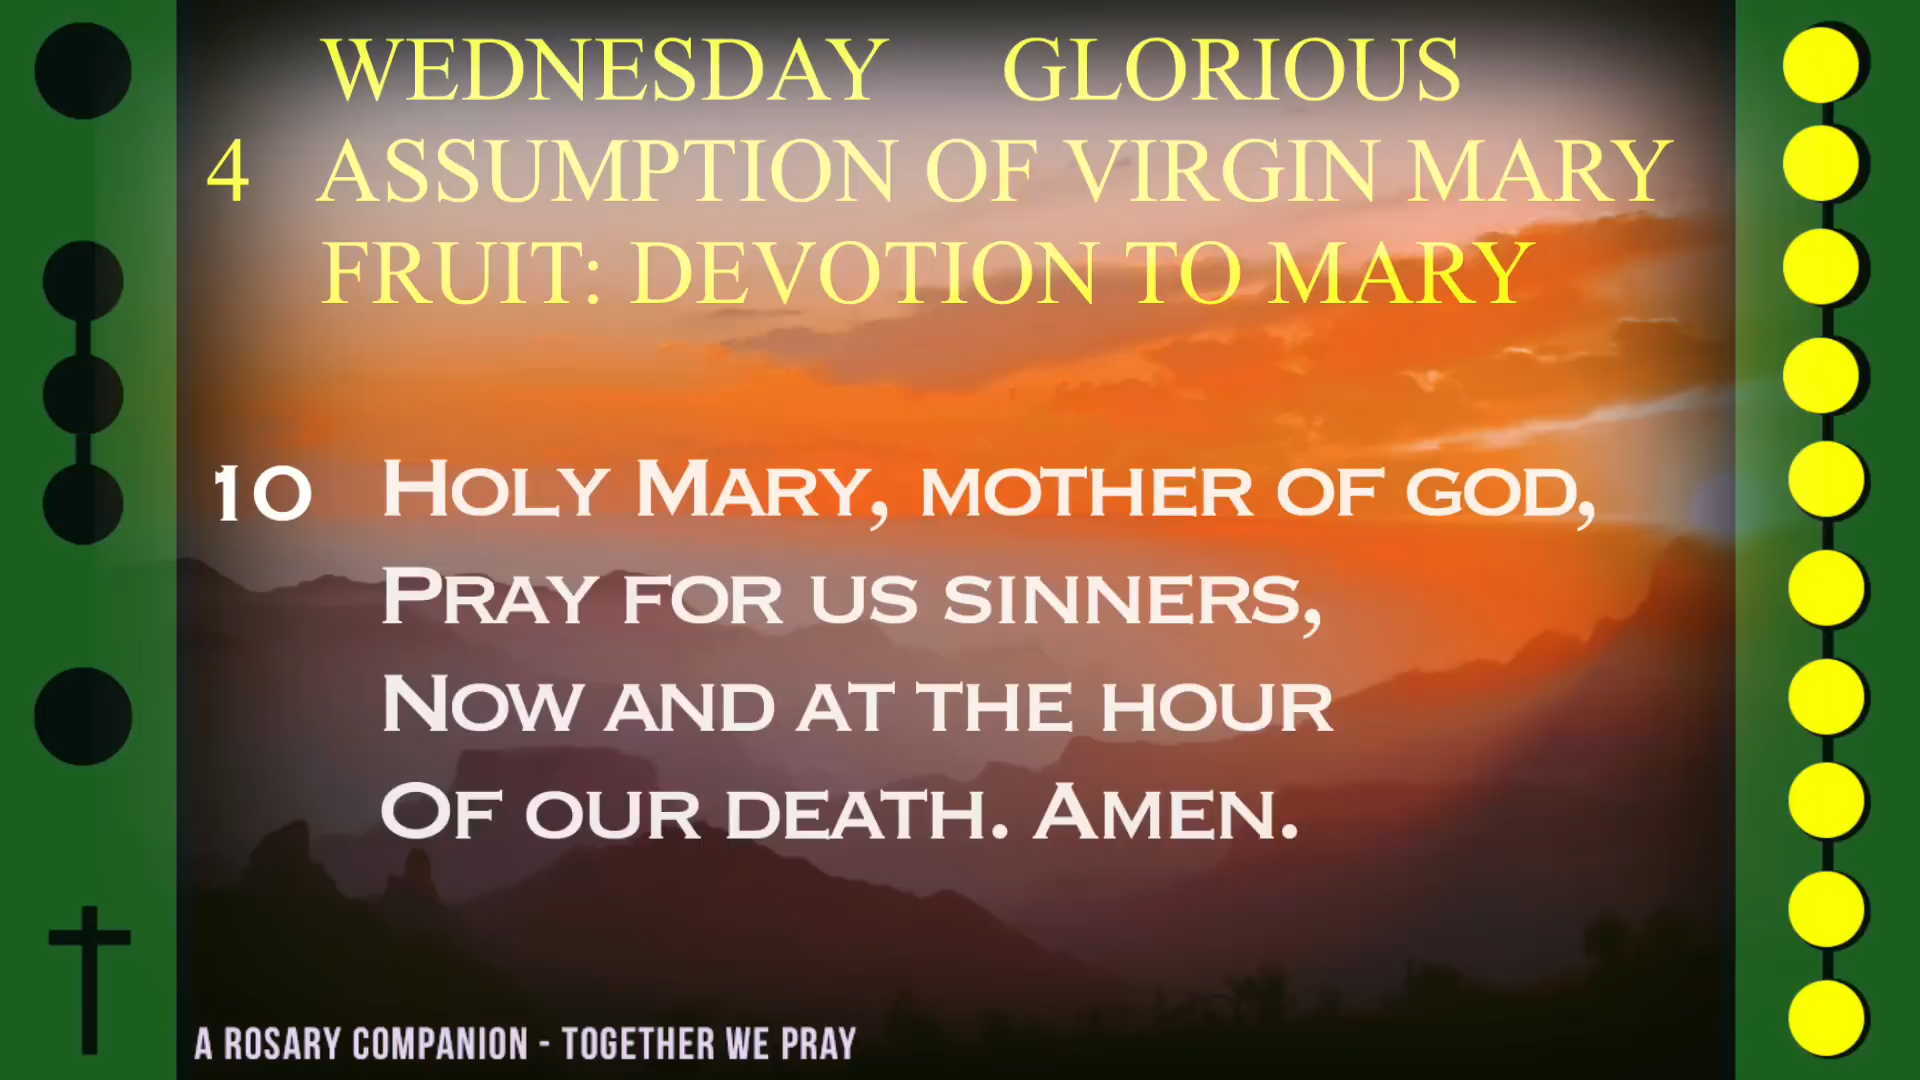 WEDNESDAY GLORIOUS
4 ASSUMPTION OF VIRGIN MARY
FRUIT: DEVOTION TO MARY
10 HOLY MARY, MOTHER OF GOD,
PRAY FOR US SINNERS,
NOW AND AT THE HOUR
OF OUR DEATH. AMEN.
A ROSARY COMPANION - TOGETHER WE PRAY